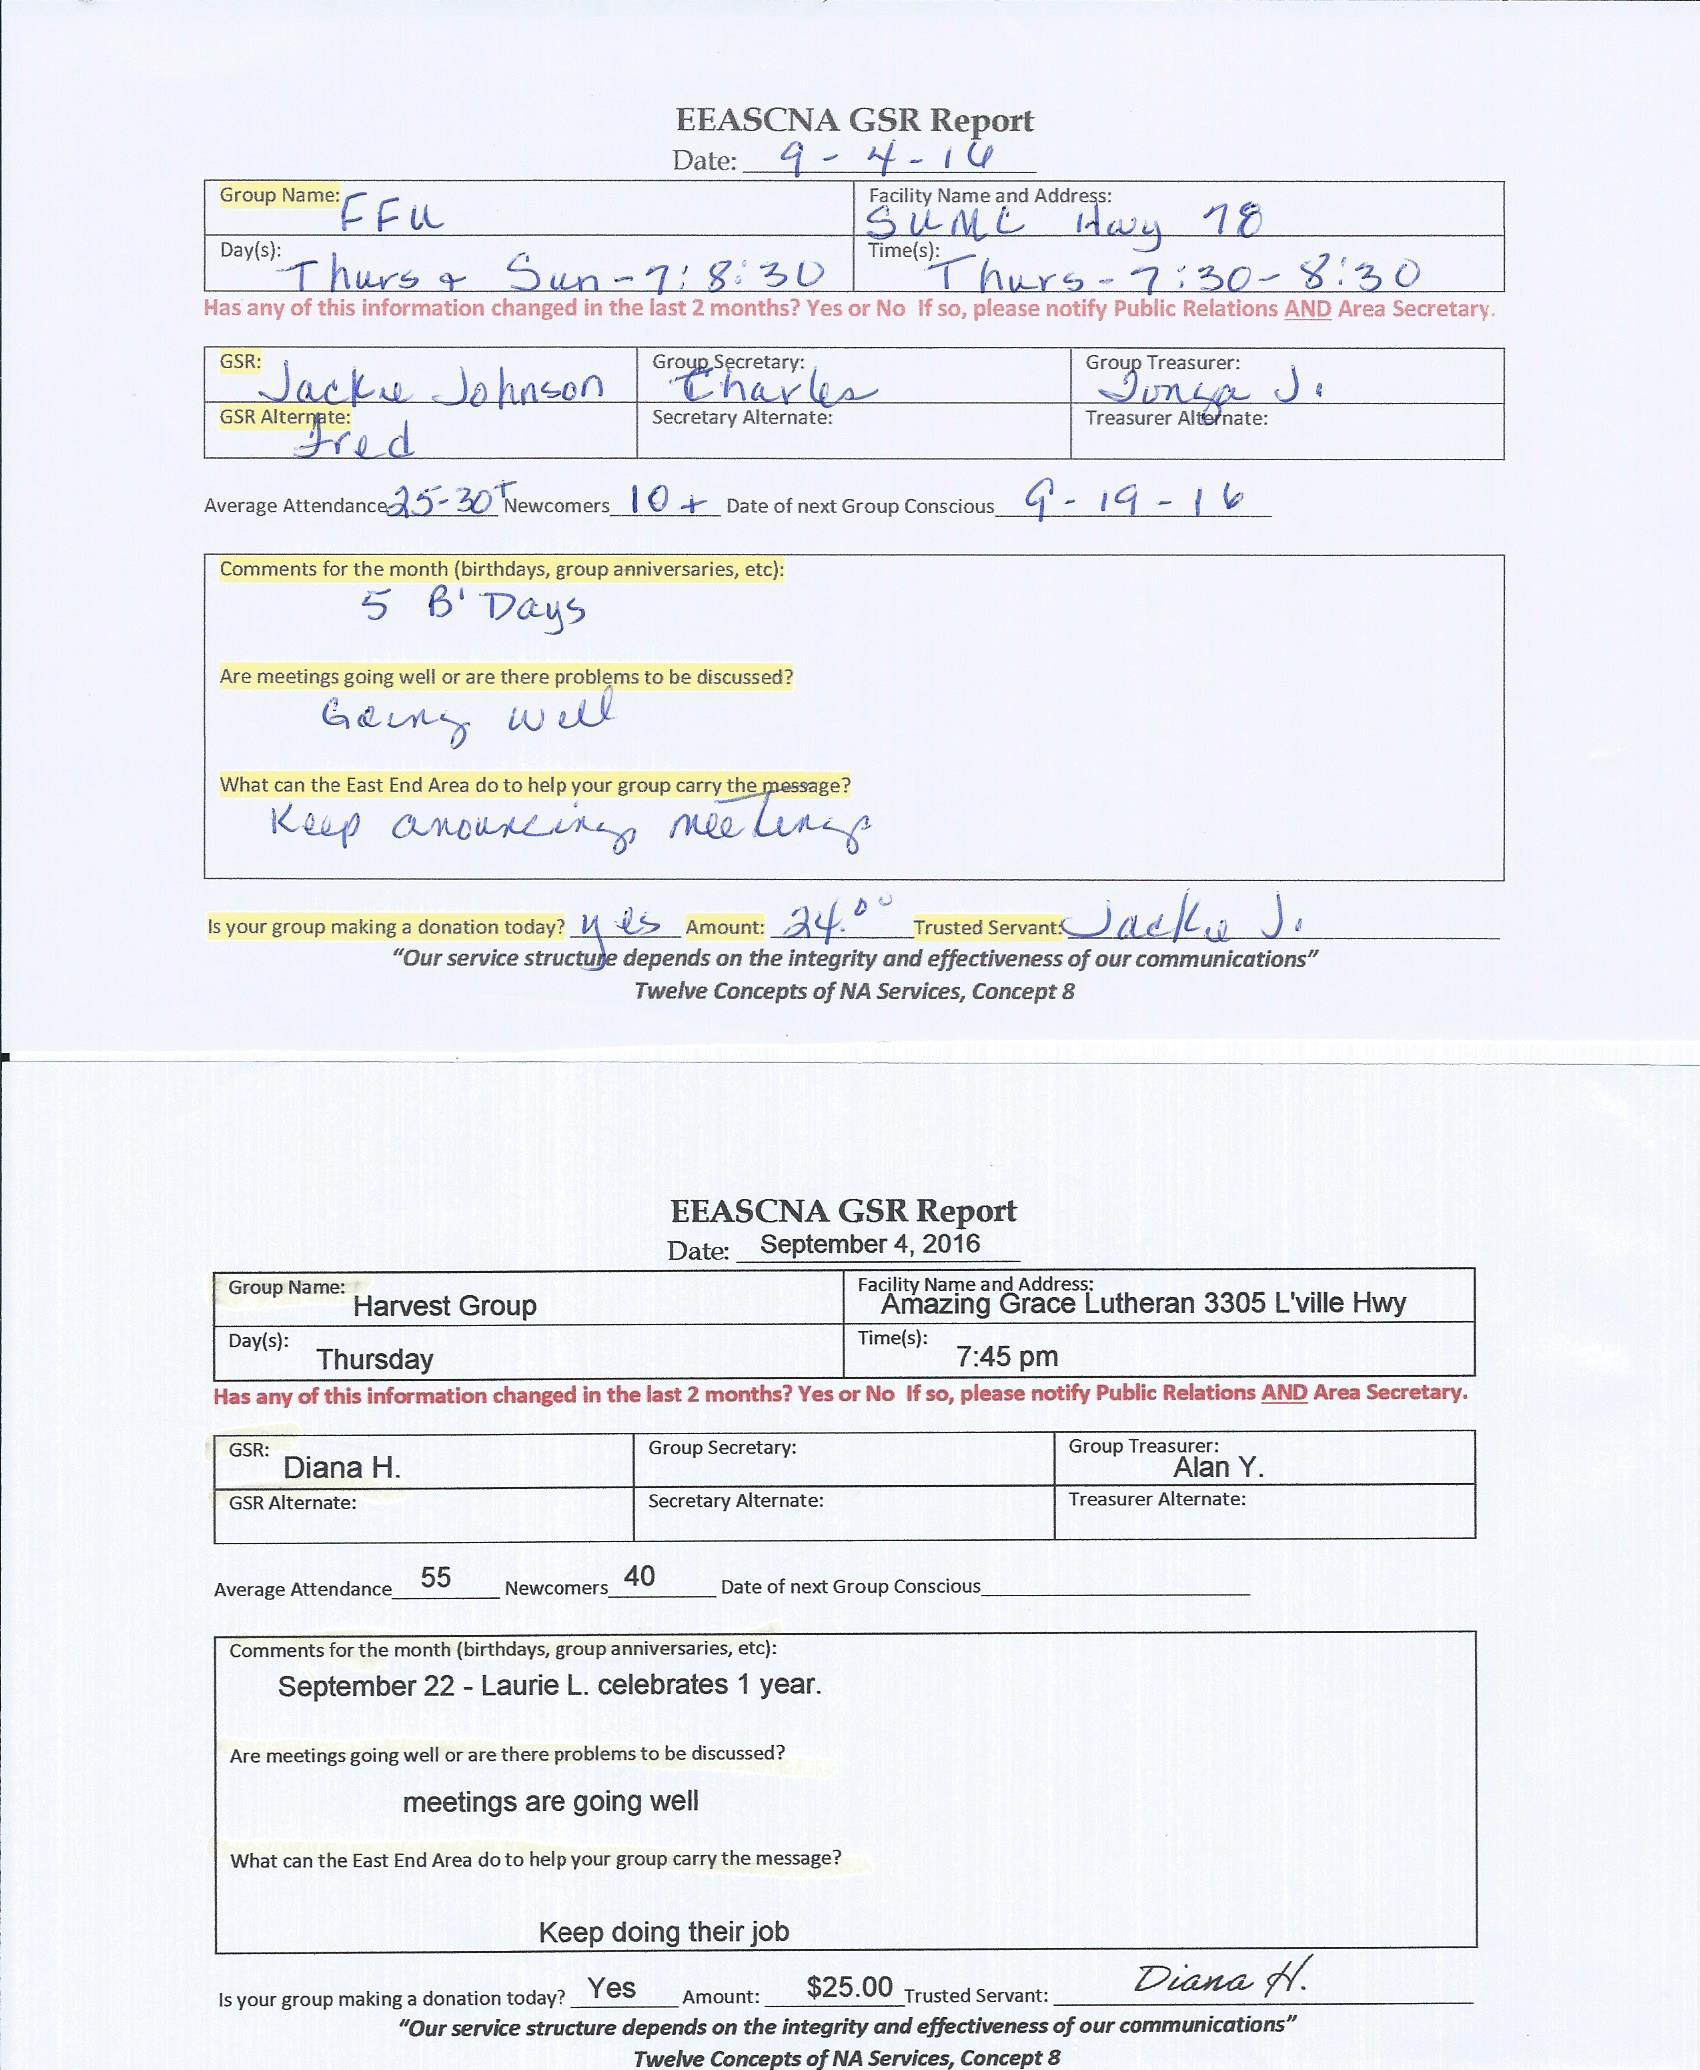 EEASCNA GSR Report
Date: 9 - 4 - 16
Group Name: FFU
Facility Name and Address: SUMC Hwy 78
Day(s): Thurs & Sun - 7:8:30
Time(s): Thurs - 7:30 - 8:30
Has any of this information changed in the last 2 months? Yes or No If so, please notify Public Relations AND Area Secretary.
GSR: Jackie Johnson
Group Secretary: Charles
Group Treasurer: Tonya J.
GSR Alternate: Fred
Secretary Alternate:
Treasurer Alternate:
Average Attendance 25-30+ Newcomers 10 + Date of next Group Conscious 9 - 19 - 16
Comments for the month (birthdays, group anniversaries, etc):
5 B' Days
Are meetings going well or are there problems to be discussed?
Going well
What can the East End Area do to help your group carry the message?
Keep anouncing meetings
Is your group making a donation today? yes Amount: 24.00 Trusted Servant: Jackie J.
“Our service structure depends on the integrity and effectiveness of our communications”
Twelve Concepts of NA Services, Concept 8
EEASCNA GSR Report
Date: September 4, 2016
Group Name: Harvest Group
Facility Name and Address: Amazing Grace Lutheran 3305 L'ville Hwy
Day(s): Thursday
Time(s): 7:45 pm
Has any of this information changed in the last 2 months? Yes or No If so, please notify Public Relations AND Area Secretary.
GSR: Diana H.
Group Secretary:
Group Treasurer: Alan Y.
GSR Alternate:
Secretary Alternate:
Treasurer Alternate:
Average Attendance 55 Newcomers 40 Date of next Group Conscious
Comments for the month (birthdays, group anniversaries, etc):
September 22 - Laurie L. celebrates 1 year.
Are meetings going well or are there problems to be discussed?
meetings are going well
What can the East End Area do to help your group carry the message?
Keep doing their job
Is your group making a donation today? Yes Amount: $25.00 Trusted Servant: Diana H.
“Our service structure depends on the integrity and effectiveness of our communications”
Twelve Concepts of NA Services, Concept 8